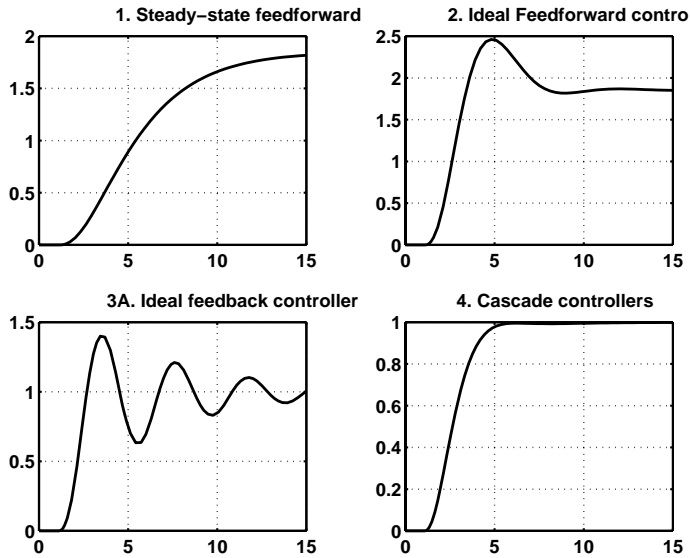 1. Steady-state feedforward
2
1.5
1
0.5
0
0 5 10 15
2. Ideal Feedforward contro
2.5
2
1.5
1
0.5
0
0 5 10 15
3A. Ideal feedback controller
1.5
1
0.5
0
0 5 10 15
4. Cascade controllers
1
0.8
0.6
0.4
0.2
0
0 5 10 15